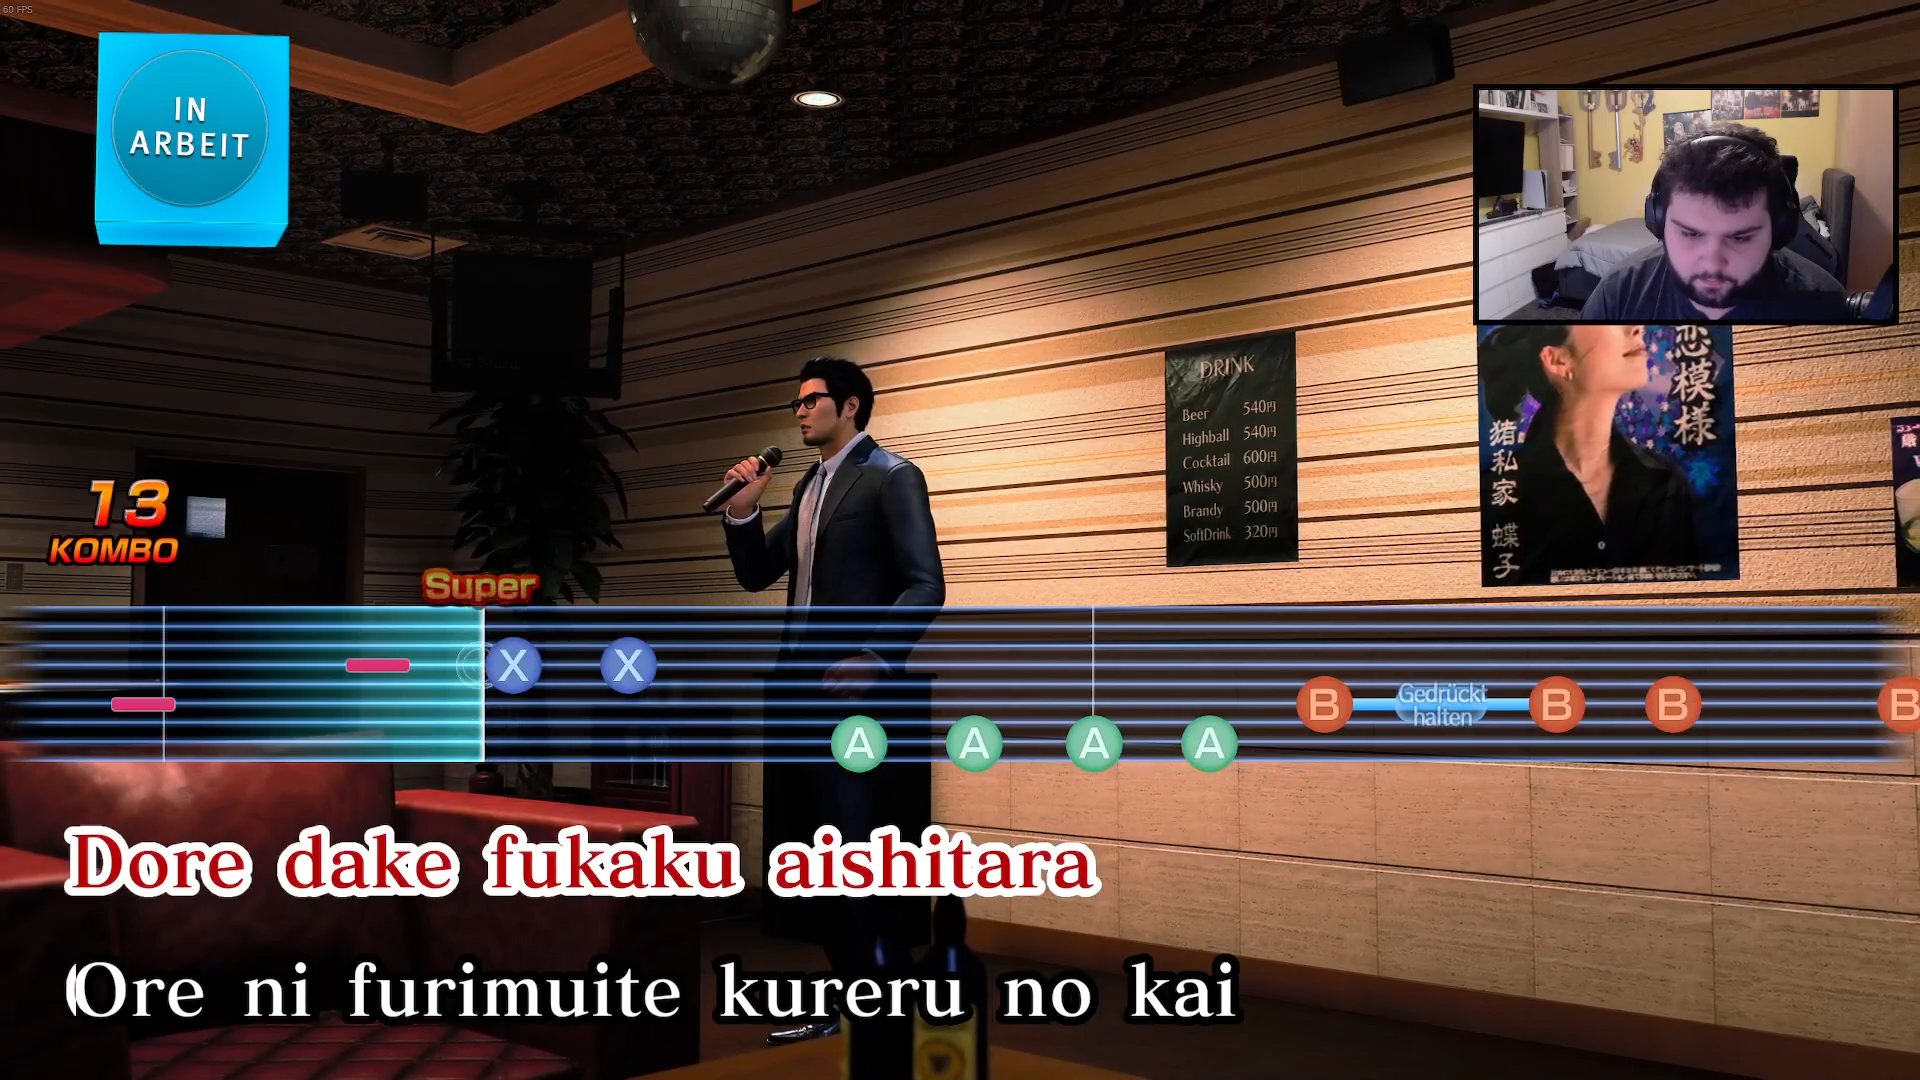 60 FPS
IN
ARBEIT
DRINK
Beer 540円
Highball 540円
Cocktail 600円
Whisky 500円
Brandy 500円
SoftDrink 320円
恋模様
猪私家 蝶子
13
KOMBO
Super
X X
A A A A
B Gedrückt halten B B B
Dore dake fukaku aishitara
Ore ni furimuite kureru no kai